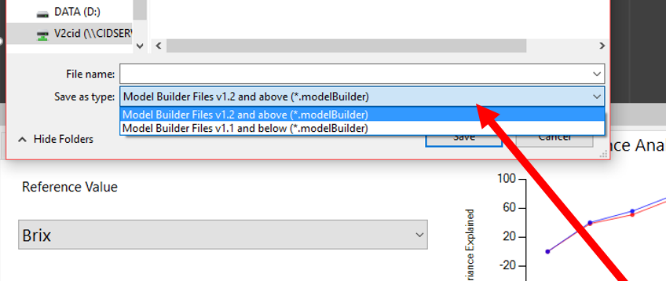 DATA (D:)
V2cid (\\CIDSERV
File name:
Save as type: Model Builder Files v1.2 and above (*.modelBuilder)
Model Builder Files v1.2 and above (*.modelBuilder)
Model Builder Files v1.1 and below (*.modelBuilder)
Hide Folders Save Cancel
nce Ana
Reference Value
Brix
100
60
20
-20
riance Explained